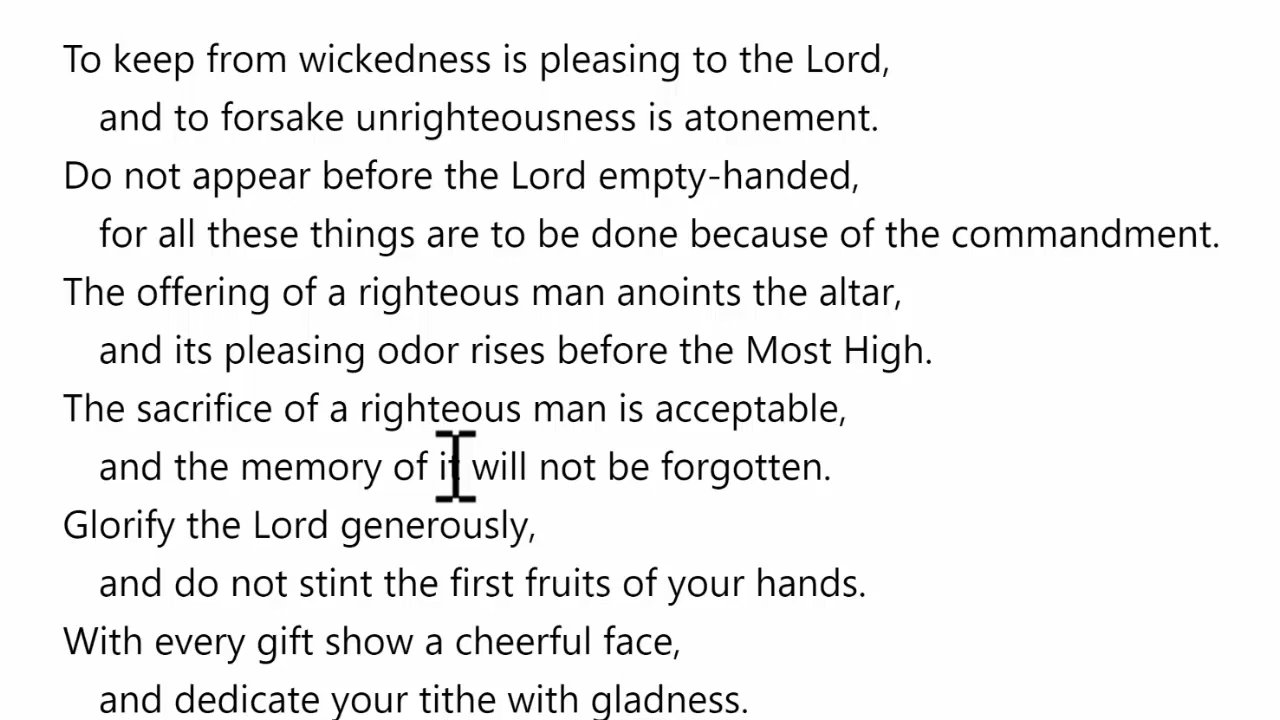 To keep from wickedness is pleasing to the Lord,
and to forsake unrighteousness is atonement.
Do not appear before the Lord empty-handed,
for all these things are to be done because of the commandment.
The offering of a righteous man anoints the altar,
and its pleasing odor rises before the Most High.
The sacrifice of a righteous man is acceptable,
and the memory of it will not be forgotten.
Glorify the Lord generously,
and do not stint the first fruits of your hands.
With every gift show a cheerful face,
and dedicate your tithe with gladness.